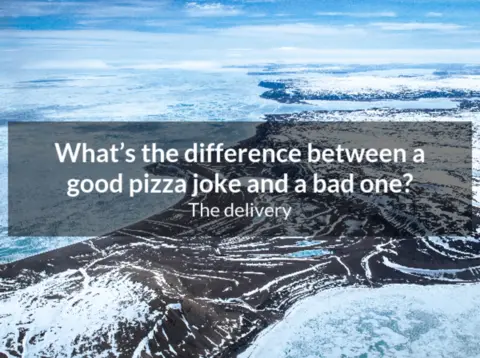 What’s the difference between a
good pizza joke and a bad one?
The delivery